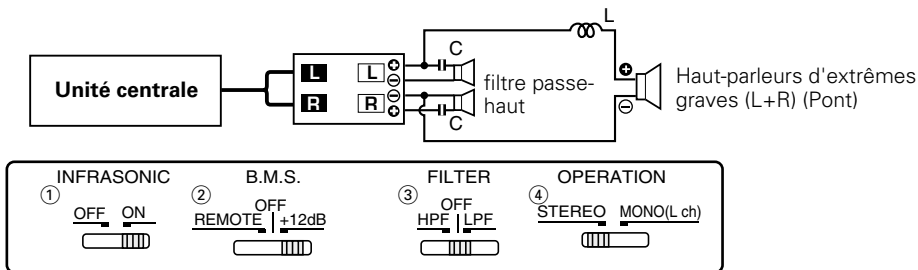 L
C
L L ⊕
⊖
Unité centrale
filtre passe-
haut
Haut-parleurs d'extrêmes
graves (L+R) (Pont)
⊕
⊖
R R ⊖
⊕
C
INFRASONIC
① OFF ON
B.M.S.
② OFF
REMOTE +12dB
FILTER
③ OFF
HPF LPF
OPERATION
④ STEREO MONO(L ch)